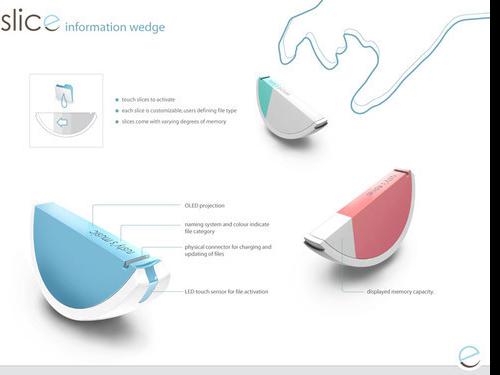 slice information wedge
touch slices to activate
each slice is customizable, users defining file type
slices come with varying degrees of memory
OLED projection
naming system and colour indicate
file category
physical connector for charging and
updating of files
LED touch sensor for file activation
displayed memory capacity.
e